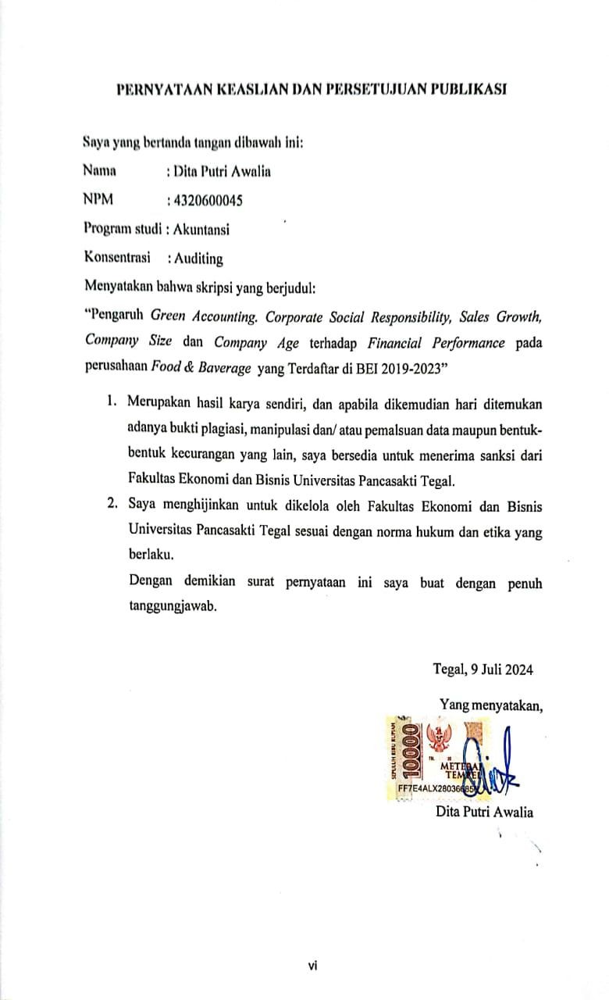 PERNYATAAN KEASLIAN DAN PERSETUJUAN PUBLIKASI
Saya yang bertanda tangan dibawah ini:
Nama : Dita Putri Awalia
NPM : 4320600045
Program studi : Akuntansi
Konsentrasi : Auditing
Menyatakan bahwa skripsi yang berjudul:
“Pengaruh Green Accounting. Corporate Social Responsibility, Sales Growth,
Company Size dan Company Age terhadap Financial Performance pada
perusahaan Food & Baverage yang Terdaftar di BEI 2019-2023”
1. Merupakan hasil karya sendiri, dan apabila dikemudian hari ditemukan
adanya bukti plagiasi, manipulasi dan/ atau pemalsuan data maupun bentuk-
bentuk kecurangan yang lain, saya bersedia untuk menerima sanksi dari
Fakultas Ekonomi dan Bisnis Universitas Pancasakti Tegal.
2. Saya menghijinkan untuk dikelola oleh Fakultas Ekonomi dan Bisnis
Universitas Pancasakti Tegal sesuai dengan norma hukum dan etika yang
berlaku.
Dengan demikian surat pernyataan ini saya buat dengan penuh
tanggungjawab.
Tegal, 9 Juli 2024
Yang menyatakan,
SEPULUH RIBU RUPIAH
10000
METERAI
TEMPEL
Dita Putri Awalia
vi